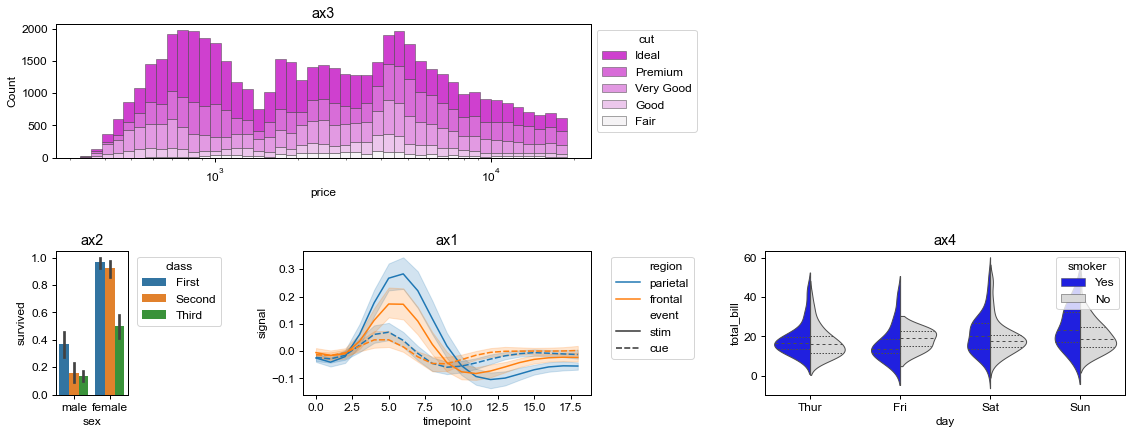 ax3
2000
1500
1000
500
0
Count
10^3
10^4
price
cut
Ideal
Premium
Very Good
Good
Fair
ax2
1.0
0.8
0.6
0.4
0.2
0.0
survived
male female
sex
class
First
Second
Third
ax1
0.3
0.2
0.1
0.0
−0.1
signal
0.0 2.5 5.0 7.5 10.0 12.5 15.0 17.5
timepoint
region
parietal
frontal
event
stim
cue
ax4
60
40
20
0
total_bill
Thur Fri Sat Sun
day
smoker
Yes
No